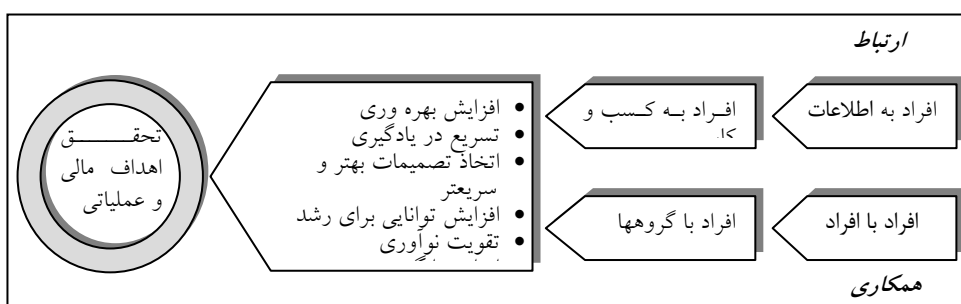 ارتباط
افراد به اطلاعات
افراد به کسب و
افراد با افراد
افراد با گروهها
افزایش بهره وری
تسریع در یادگیری
اتخاذ تصمیمات بهتر و
سریعتر
افزایش توانایی برای رشد
تقویت نوآوری
تحقق
اهداف مالی
و عملیاتی
همکاری